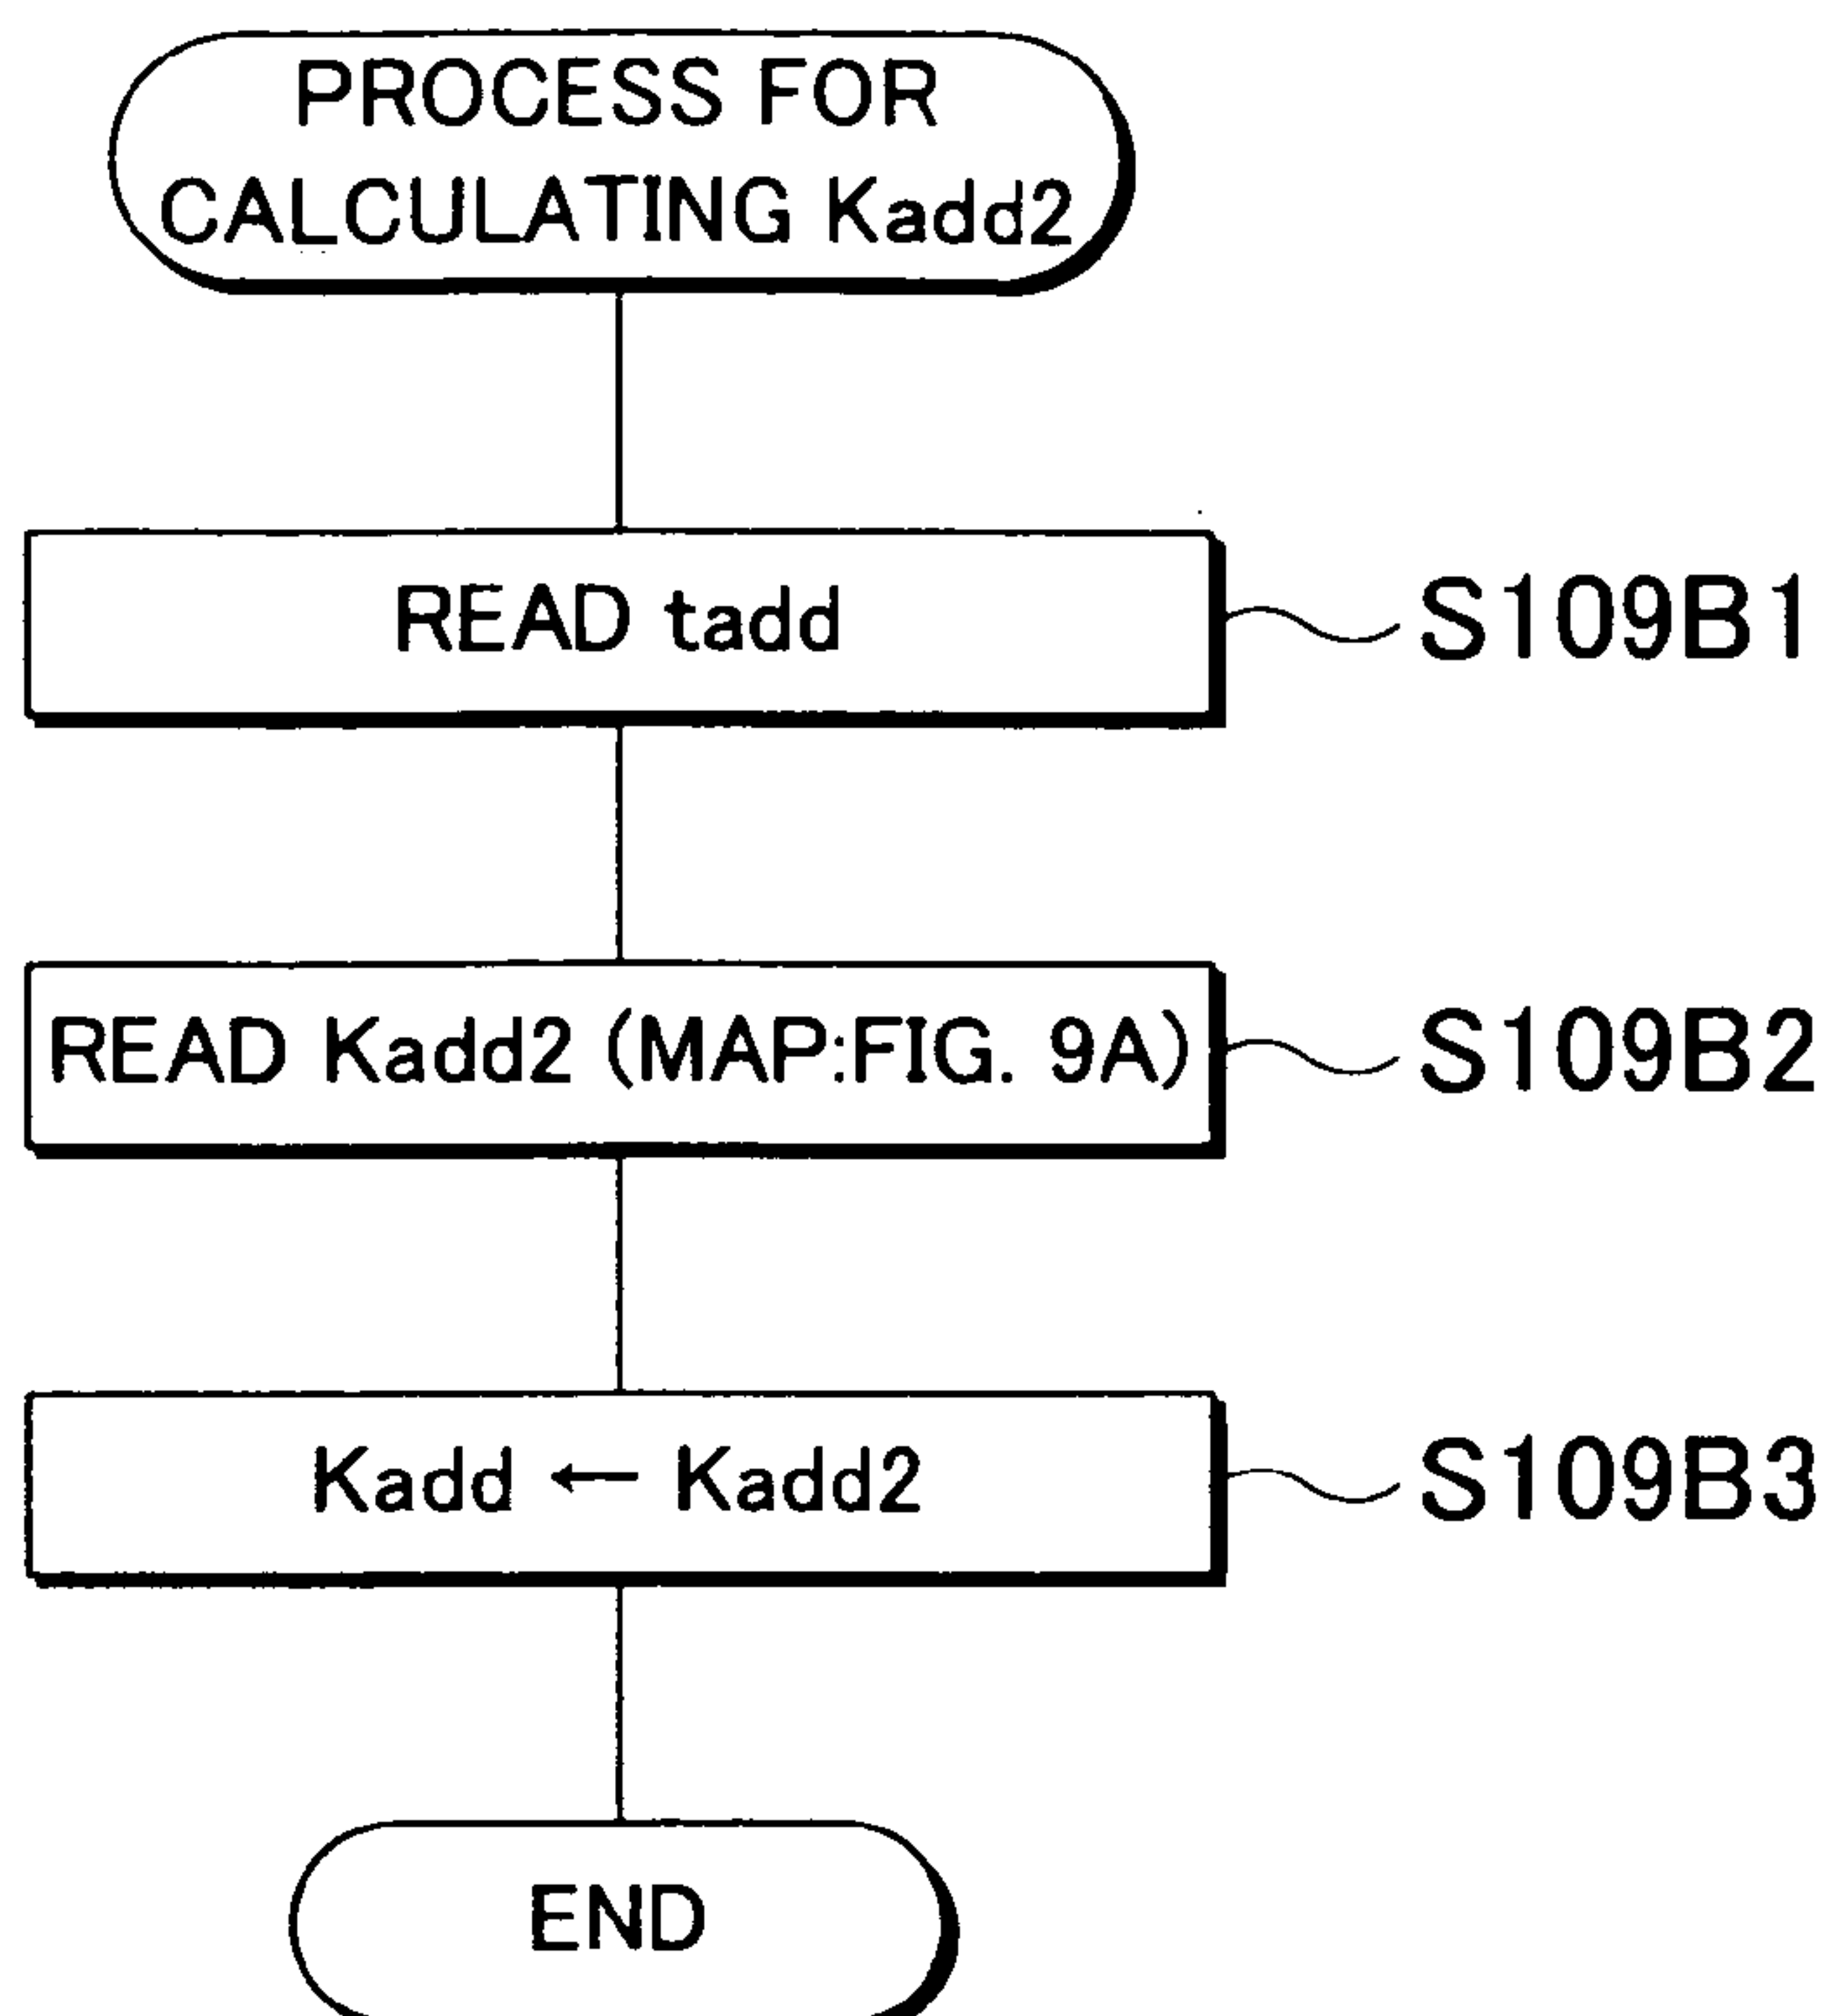 PROCESS FOR
CALCULATING Kadd2
READ tadd
S109B1
READ Kadd2 (MAP:FIG. 9A)
S109B2
Kadd ← Kadd2
S109B3
END